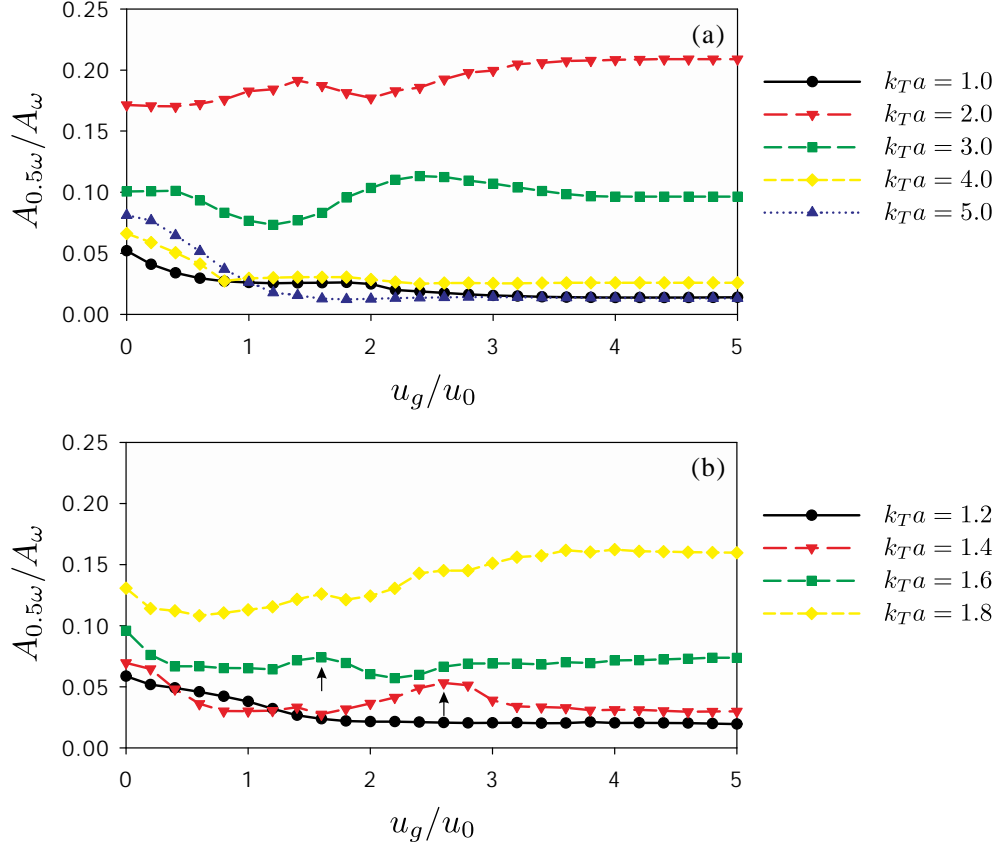 (a)
0.25
0.20
0.15
0.10
0.05
0.00
A_{0.5ω}/A_ω
0 1 2 3 4 5
u_g/u_0
k_T a = 1.0
k_T a = 2.0
k_T a = 3.0
k_T a = 4.0
k_T a = 5.0
(b)
0.25
0.20
0.15
0.10
0.05
0.00
A_{0.5ω}/A_ω
0 1 2 3 4 5
u_g/u_0
k_T a = 1.2
k_T a = 1.4
k_T a = 1.6
k_T a = 1.8